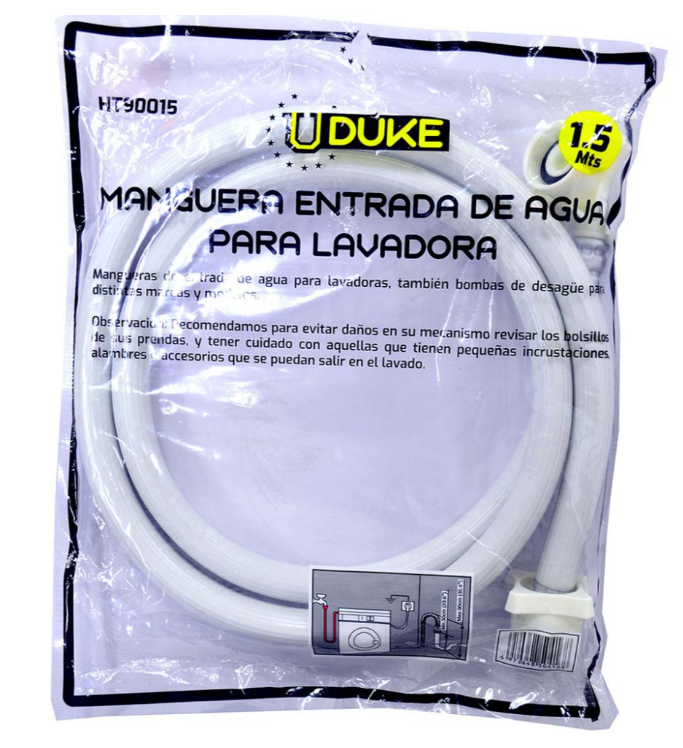 HT90015
DUKE
1,5
Mts
MANGUERA ENTRADA DE AGUA
PARA LAVADORA
Mangueras de entrada de agua para lavadoras, también bombas de desagüe para
distintas marcas y modelos.
Observación: Recomendamos para evitar daños en su mecanismo revisar los bolsillos
de sus prendas, y tener cuidado con aquellas que tienen pequeñas incrustaciones,
alambres accesorios que se puedan salir en el lavado.